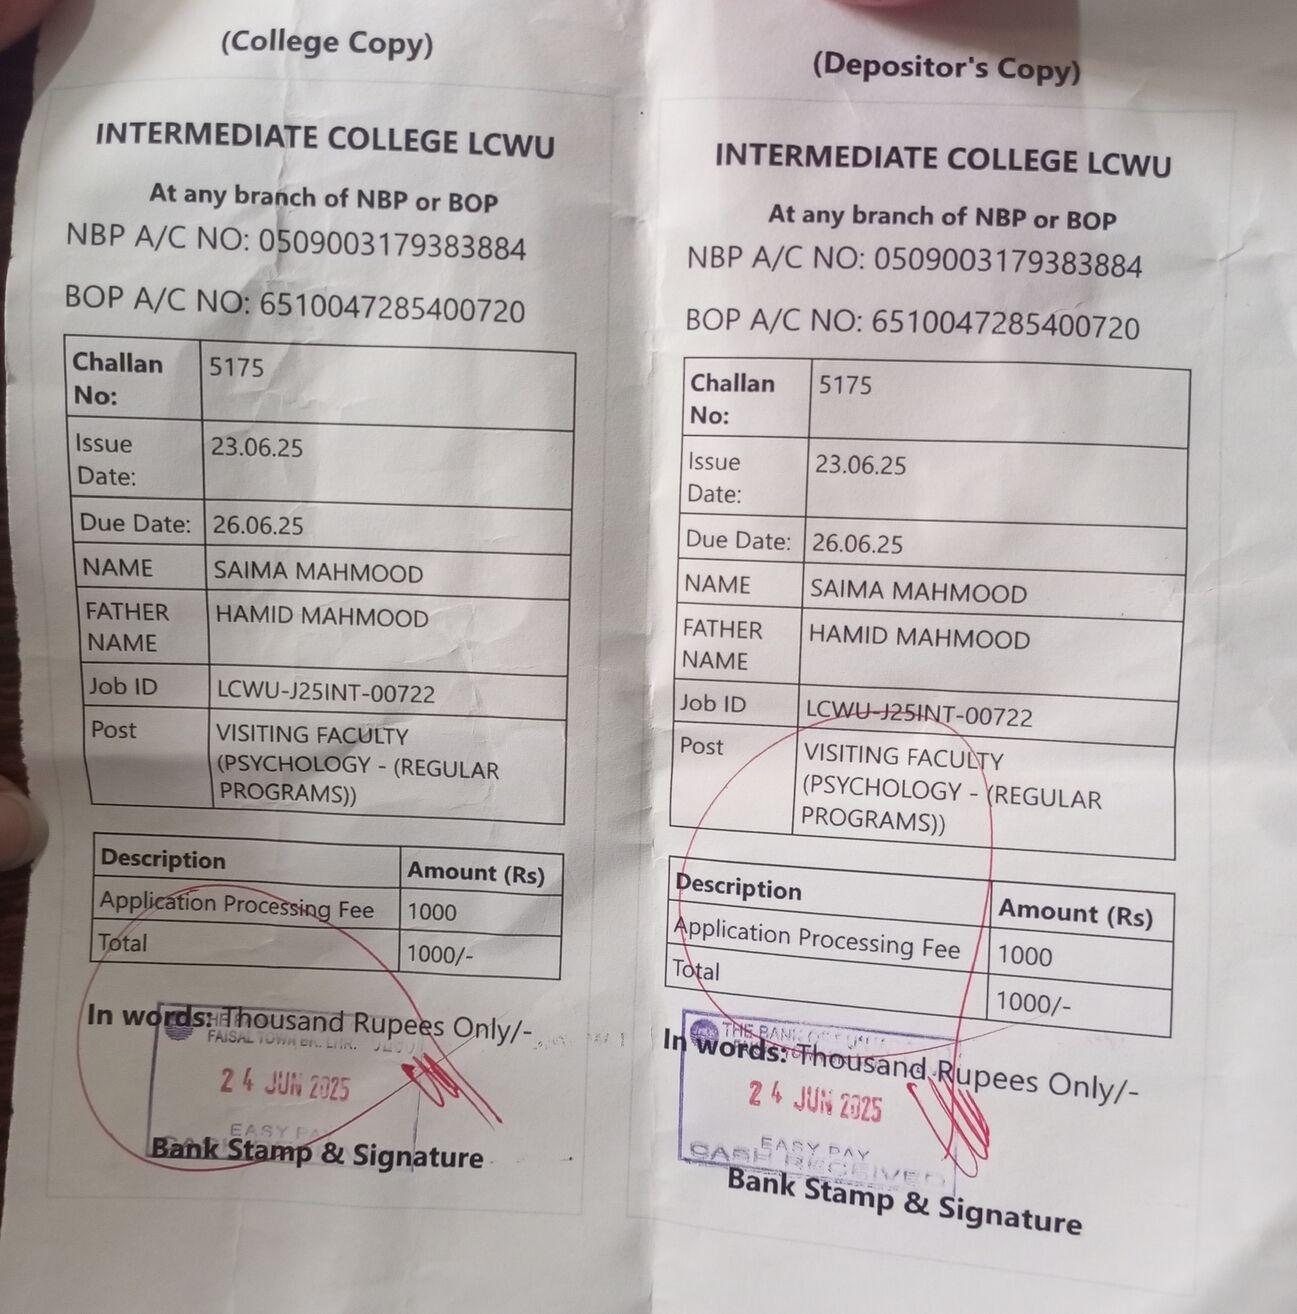 (College Copy)
INTERMEDIATE COLLEGE LCWU
At any branch of NBP or BOP
NBP A/C NO: 0509003179383884
BOP A/C NO: 6510047285400720
Challan No: 5175
Issue Date: 23.06.25
Due Date: 26.06.25
NAME SAIMA MAHMOOD
FATHER NAME HAMID MAHMOOD
Job ID LCWU-J25INT-00722
Post VISITING FACULTY
(PSYCHOLOGY - (REGULAR
PROGRAMS))
Description Amount (Rs)
Application Processing Fee 1000
Total 1000/-
In words: Thousand Rupees Only/-
THE
FAISAL TOWN BR. LHR.
24 JUN 2025
EASY PA
Bank Stamp & Signature
(Depositor's Copy)
INTERMEDIATE COLLEGE LCWU
At any branch of NBP or BOP
NBP A/C NO: 0509003179383884
BOP A/C NO: 6510047285400720
Challan No: 5175
Issue Date: 23.06.25
Due Date: 26.06.25
NAME SAIMA MAHMOOD
FATHER NAME HAMID MAHMOOD
Job ID LCWU-J25INT-00722
Post VISITING FACULTY
(PSYCHOLOGY - (REGULAR
PROGRAMS))
Description Amount (Rs)
Application Processing Fee 1000
Total 1000/-
THE BANK OF
In words: Thousand Rupees Only/-
24 JUN 2025
EASY PAY
CASH RECEIVED
Bank Stamp & Signature